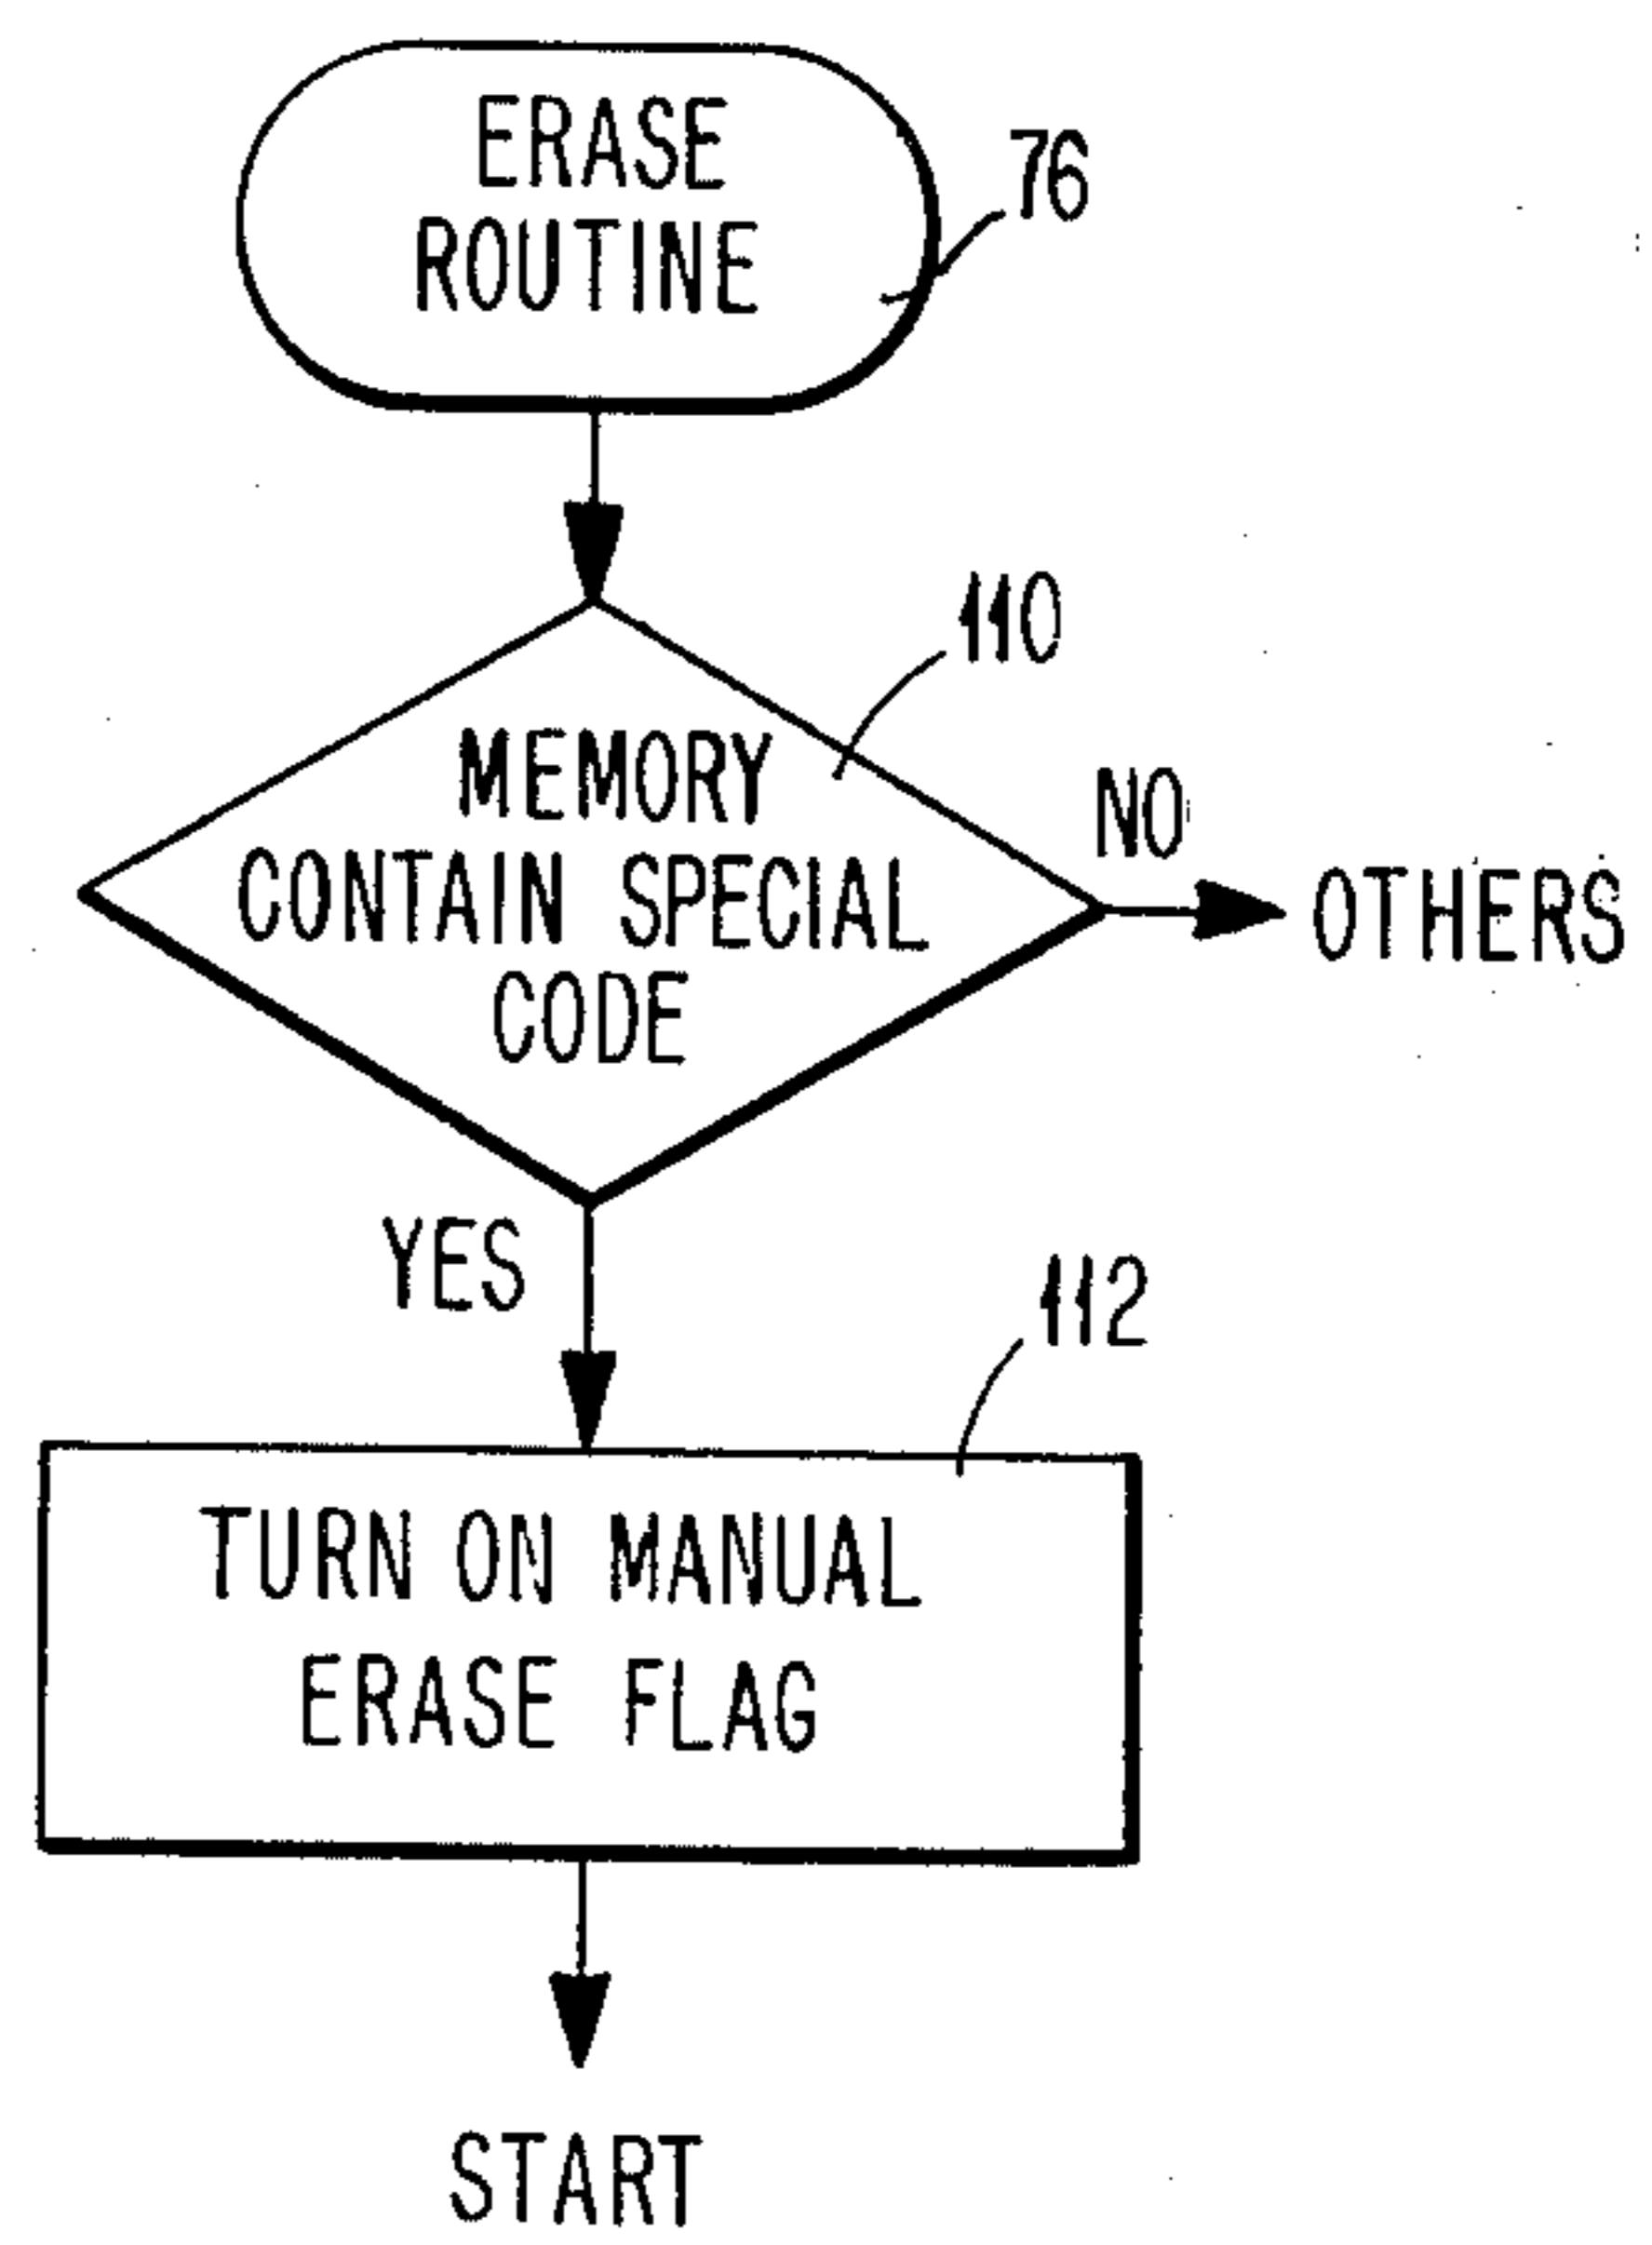 ERASE
ROUTINE
76
110
MEMORY
CONTAIN SPECIAL
CODE
NO
OTHERS
YES
112
TURN ON MANUAL
ERASE FLAG
START